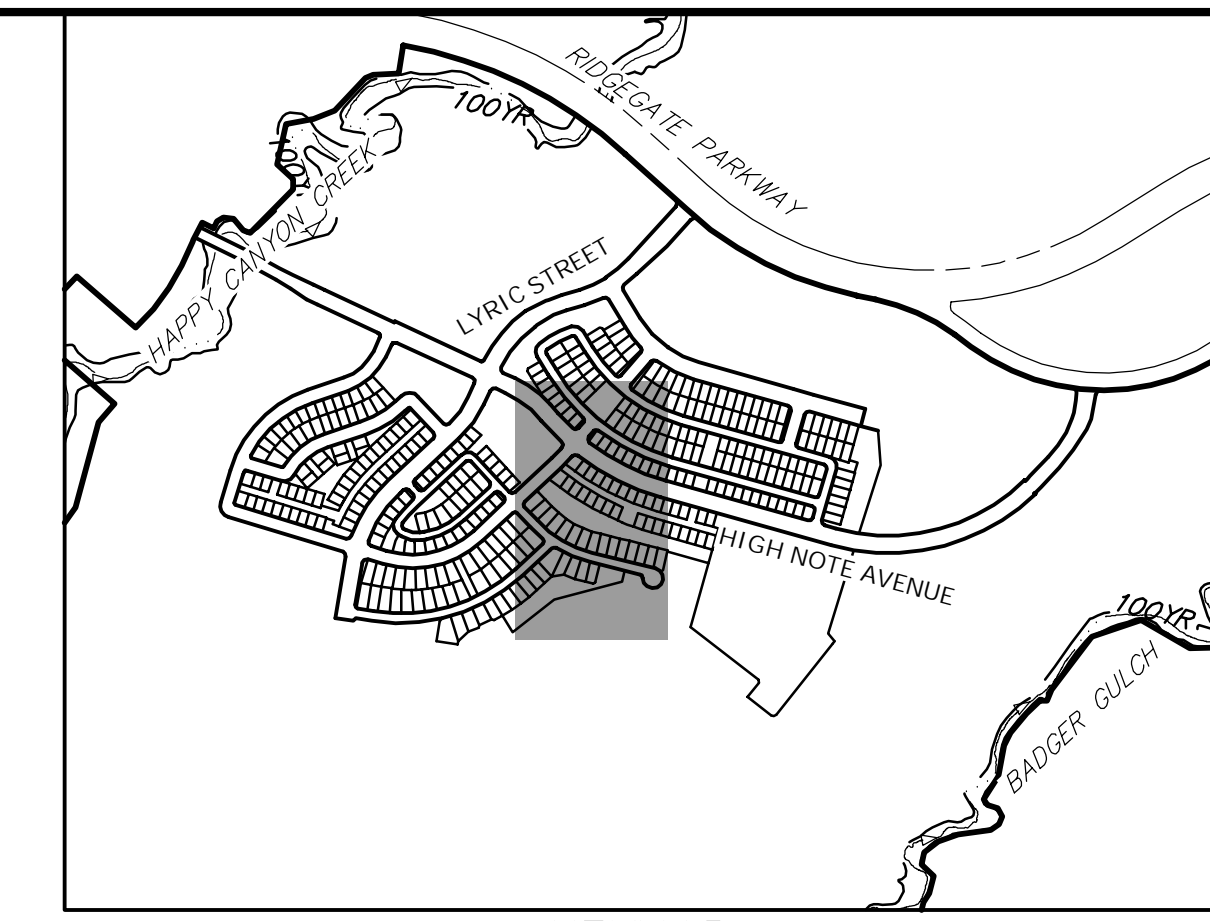 RIDGEGATE PARKWAY
100YR
HAPPY CANYON CREEK
LYRIC STREET
HIGH NOTE AVENUE
100YR
BADGER GULCH